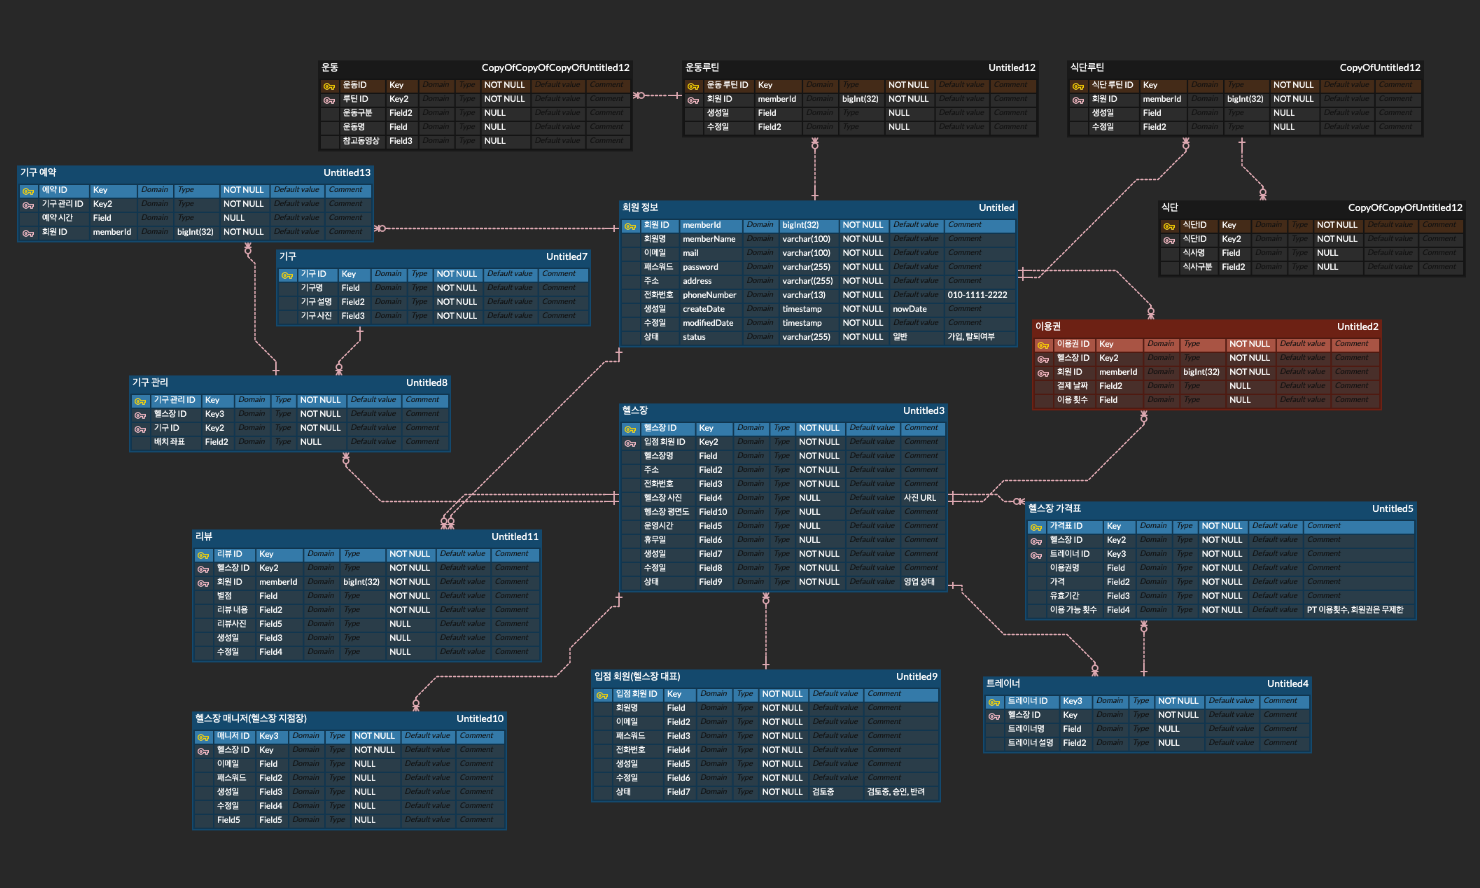 운동 CopyOfCopyOfCopyOfUntitled12
운동ID Key Domain Type NOT NULL Default value Comment
루틴 ID Key2 Domain Type NOT NULL Default value Comment
운동구분 Field2 Domain Type NULL Default value Comment
운동명 Field Domain Type NULL Default value Comment
참고동영상 Field3 Domain Type NULL Default value Comment
운동루틴 Untitled12
운동 루틴 ID Key Domain Type NOT NULL Default value Comment
회원 ID memberId Domain bigInt(32) NOT NULL Default value Comment
생성일 Field Domain Type NULL Default value Comment
수정일 Field2 Domain Type NULL Default value Comment
식단루틴 CopyOfUntitled12
식단 루틴 ID Key Domain Type NOT NULL Default value Comment
회원 ID memberId Domain bigInt(32) NOT NULL Default value Comment
생성일 Field Domain Type NULL Default value Comment
수정일 Field2 Domain Type NULL Default value Comment
기구 예약 Untitled13
예약 ID Key Domain Type NOT NULL Default value Comment
기구 관리 ID Key2 Domain Type NOT NULL Default value Comment
예약 시간 Field Domain Type NULL Default value Comment
회원 ID memberId Domain bigInt(32) NOT NULL Default value Comment
회원 정보 Untitled
회원 ID memberId Domain bigInt(32) NOT NULL Default value Comment
회원명 memberName Domain varchar(100) NOT NULL Default value Comment
이메일 mail Domain varchar(100) NOT NULL Default value Comment
패스워드 password Domain varchar(255) NOT NULL Default value Comment
주소 address Domain varchar((255) NOT NULL Default value Comment
전화번호 phoneNumber Domain varchar(13) NOT NULL Default value 010-1111-2222
생성일 createDate Domain timestamp NOT NULL nowDate Comment
수정일 modifiedDate Domain timestamp NOT NULL Default value Comment
상태 status Domain varchar(255) NOT NULL 일반 가입, 탈퇴여부
식단 CopyOfCopyOfUntitled12
식단ID Key Domain Type NOT NULL Default value Comment
식단ID Key2 Domain Type NOT NULL Default value Comment
식사명 Field Domain Type NULL Default value Comment
식사구분 Field2 Domain Type NULL Default value Comment
기구 Untitled7
기구 ID Key Domain Type NOT NULL Default value Comment
기구명 Field Domain Type NOT NULL Default value Comment
기구 설명 Field2 Domain Type NOT NULL Default value Comment
기구 사진 Field3 Domain Type NOT NULL Default value Comment
이용권 Untitled2
이용권 ID Key Domain Type NOT NULL Default value Comment
헬스장 ID Key2 Domain Type NOT NULL Default value Comment
회원 ID memberId Domain bigInt(32) NOT NULL Default value Comment
결제 날짜 Field2 Domain Type NULL Default value Comment
이용 횟수 Field Domain Type NULL Default value Comment
기구 관리 Untitled8
기구 관리 ID Key Domain Type NOT NULL Default value Comment
헬스장 ID Key3 Domain Type NOT NULL Default value Comment
기구 ID Key2 Domain Type NOT NULL Default value Comment
배치 좌표 Field2 Domain Type NULL Default value Comment
헬스장 Untitled3
헬스장 ID Key Domain Type NOT NULL Default value Comment
입점 회원 ID Key2 Domain Type NOT NULL Default value Comment
헬스장명 Field Domain Type NOT NULL Default value Comment
주소 Field2 Domain Type NOT NULL Default value Comment
전화번호 Field3 Domain Type NOT NULL Default value Comment
헬스장 사진 Field4 Domain Type NULL Default value 사진 URL
헬스장 평면도 Field10 Domain Type NULL Default value Comment
운영시간 Field5 Domain Type NULL Default value Comment
휴무일 Field6 Domain Type NULL Default value Comment
생성일 Field7 Domain Type NOT NULL Default value Comment
수정일 Field8 Domain Type NOT NULL Default value Comment
상태 Field9 Domain Type NOT NULL Default value 영업 상태
헬스장 가격표 Untitled5
가격표 ID Key Domain Type NOT NULL Default value Comment
헬스장 ID Key2 Domain Type NOT NULL Default value Comment
트레이너 ID Key3 Domain Type NOT NULL Default value Comment
이용권명 Field Domain Type NOT NULL Default value Comment
가격 Field2 Domain Type NOT NULL Default value Comment
유효기간 Field3 Domain Type NOT NULL Default value Comment
이용 가능 횟수 Field4 Domain Type NOT NULL Default value PT 이용횟수, 회원권은 무제한
리뷰 Untitled11
리뷰 ID Key Domain Type NOT NULL Default value Comment
헬스장 ID Key2 Domain Type NOT NULL Default value Comment
회원 ID memberId Domain bigInt(32) NOT NULL Default value Comment
별점 Field Domain Type NOT NULL Default value Comment
리뷰 내용 Field2 Domain Type NOT NULL Default value Comment
리뷰사진 Field5 Domain Type NULL Default value Comment
생성일 Field3 Domain Type NULL Default value Comment
수정일 Field4 Domain Type NULL Default value Comment
입점 회원(헬스장 대표) Untitled9
입점 회원 ID Key Domain Type NOT NULL Default value Comment
회원명 Field Domain Type NOT NULL Default value Comment
이메일 Field2 Domain Type NOT NULL Default value Comment
패스워드 Field3 Domain Type NOT NULL Default value Comment
전화번호 Field4 Domain Type NOT NULL Default value Comment
생성일 Field5 Domain Type NOT NULL Default value Comment
수정일 Field6 Domain Type NOT NULL Default value Comment
상태 Field7 Domain Type NOT NULL 검토중 검토중, 승인, 반려
트레이너 Untitled4
트레이너 ID Key3 Domain Type NOT NULL Default value Comment
헬스장 ID Key Domain Type NOT NULL Default value Comment
트레이너명 Field Domain Type NULL Default value Comment
트레이너 설명 Field2 Domain Type NULL Default value Comment
헬스장 매니저(헬스장 지점장) Untitled10
매니저 ID Key3 Domain Type NOT NULL Default value Comment
헬스장 ID Key Domain Type NOT NULL Default value Comment
이메일 Field Domain Type NULL Default value Comment
패스워드 Field2 Domain Type NULL Default value Comment
생성일 Field3 Domain Type NULL Default value Comment
수정일 Field4 Domain Type NULL Default value Comment
Field5 Field5 Domain Type NULL Default value Comment